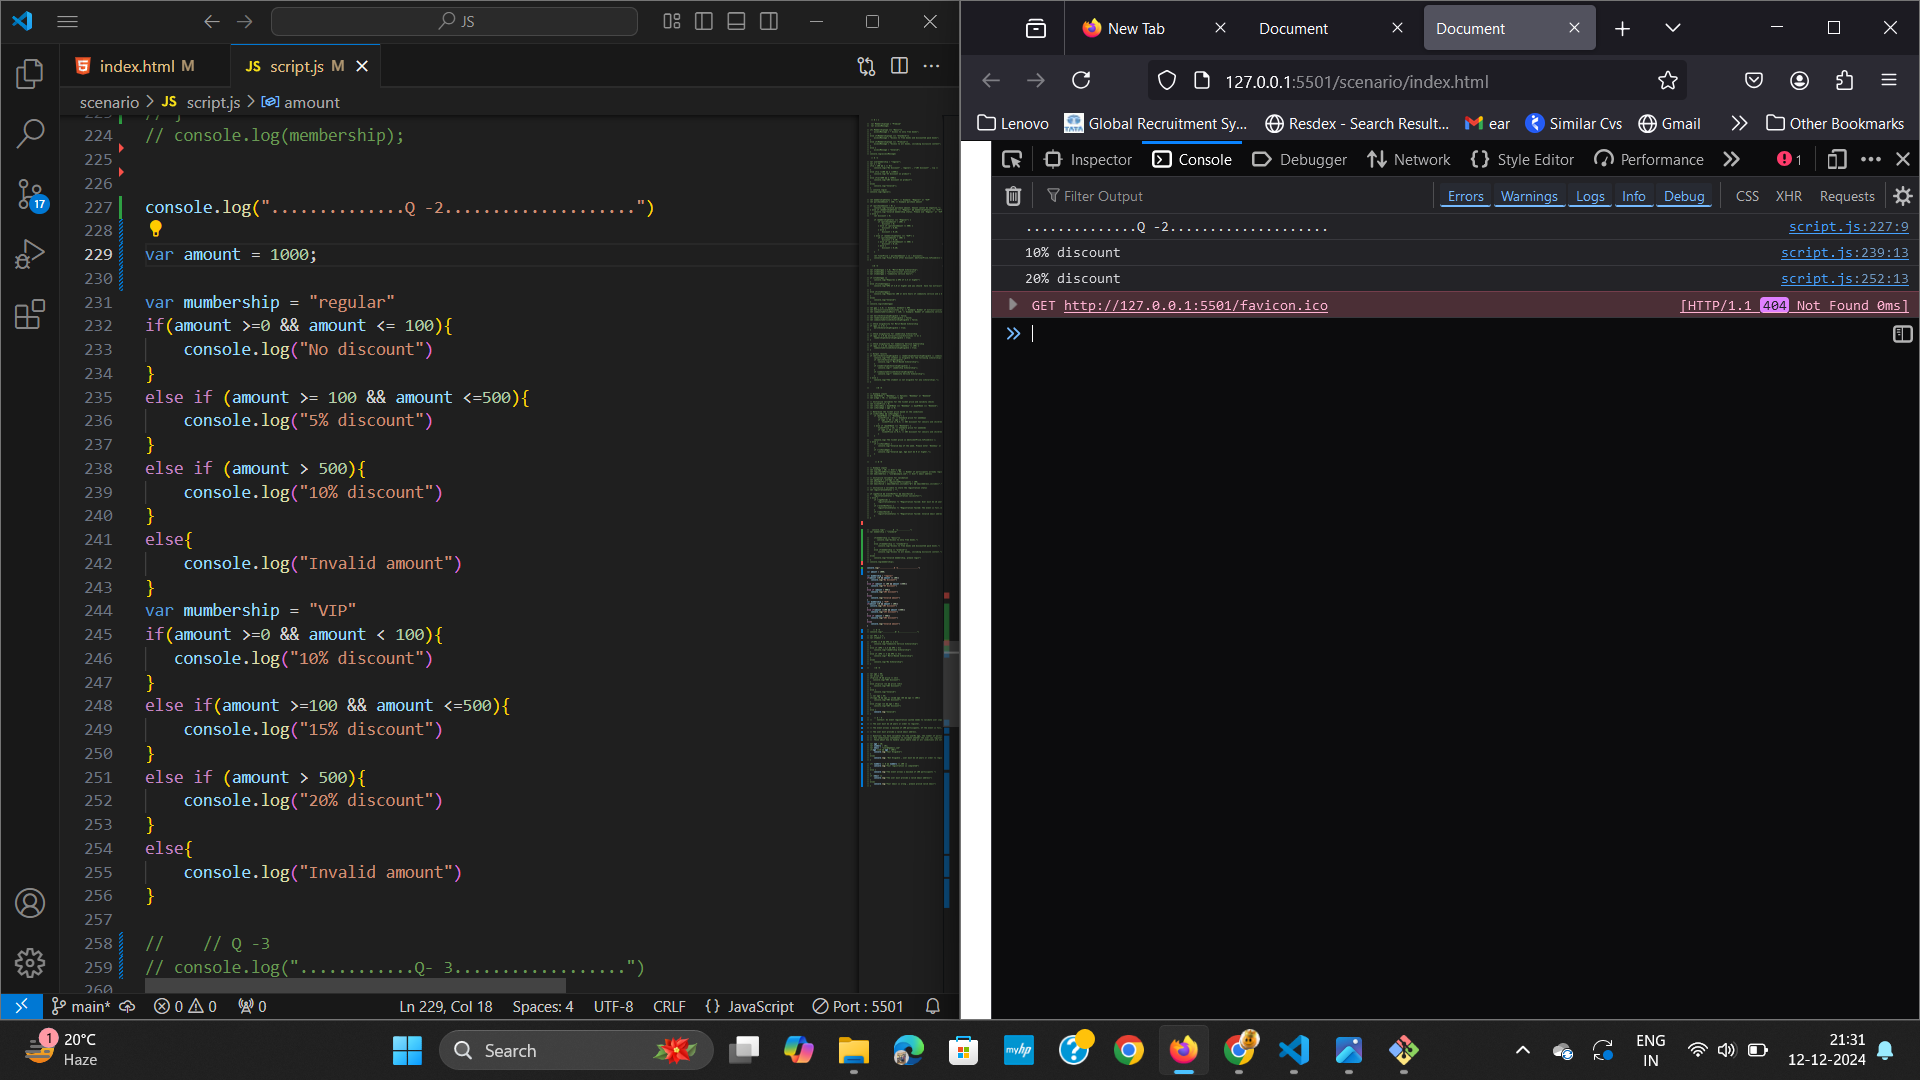 JS
index.html M
JS script.js M
scenario > JS script.js > amount
224 // console.log(membership);
225
226
227 console.log("..............Q -2....................")
228
229 var amount = 1000;
230
231 var mumbership = "regular"
232 if(amount >=0 && amount <= 100){
233 console.log("No discount")
234 }
235 else if (amount >= 100 && amount <=500){
236 console.log("5% discount")
237 }
238 else if (amount > 500){
239 console.log("10% discount")
240 }
241 else{
242 console.log("Invalid amount")
243 }
244 var mumbership = "VIP"
245 if(amount >=0 && amount < 100){
246 console.log("10% discount")
247 }
248 else if(amount >=100 && amount <=500){
249 console.log("15% discount")
250 }
251 else if (amount > 500){
252 console.log("20% discount")
253 }
254 else{
255 console.log("Invalid amount")
256 }
257
258 // // Q -3
259 // console.log("............Q- 3..................")
260
17
main* 0 0 0 Ln 229, Col 18 Spaces: 4 UTF-8 CRLF {} JavaScript Port : 5501
New Tab Document Document
127.0.0.1:5501/scenario/index.html
Lenovo TATA Global Recruitment Sy... Resdex - Search Result... ear Similar Cvs Gmail Other Bookmarks
Inspector Console Debugger Network Style Editor Performance 1
Filter Output Errors Warnings Logs Info Debug CSS XHR Requests
..............Q -2.................... script.js:227:9
10% discount script.js:239:13
20% discount script.js:252:13
GET http://127.0.0.1:5501/favicon.ico [HTTP/1.1 404 Not Found 0ms]
1
20°C
Haze
Search
myhp
ENG
IN
21:31
12-12-2024